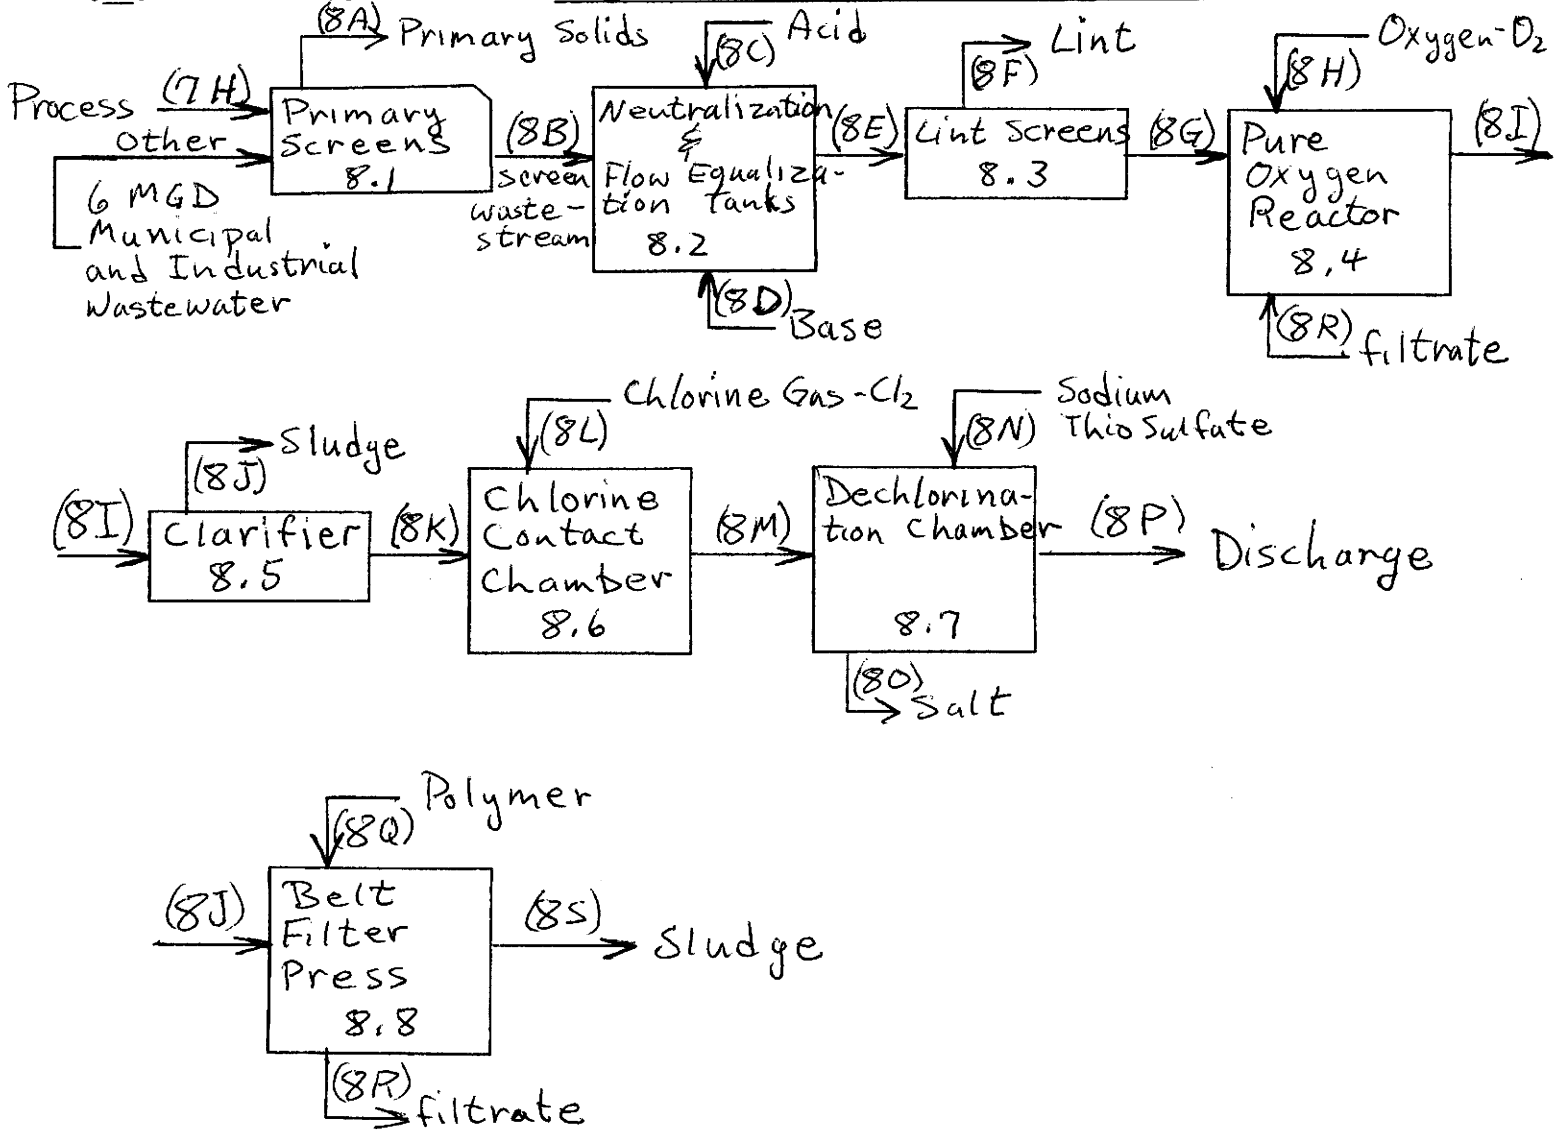 (8A) Primary Solids
(8C) Acid
(8F) Lint
(8H) Oxygen-O2
Process (7H)
Other
6 MGD
Municipal
and Industrial
Wastewater
Primary
Screens
8.1
(8B)
screen
waste-
stream
Neutralization
&
Flow Equaliza-
tion Tanks
8.2
(8D)
Base
(8E)
Lint Screens
8.3
(8G)
Pure
Oxygen
Reactor
8.4
(8I)
(8R)
filtrate
(8I)
(8J)
Sludge
Clarifier
8.5
(8K)
(8L)
Chlorine Gas-Cl2
Chlorine
Contact
Chamber
8.6
(8M)
(8N)
Sodium
ThioSulfate
Dechlorina-
tion Chamber
8.7
(8O)
Salt
(8P)
Discharge
(8J)
(8Q)
Polymer
Belt
Filter
Press
8.8
(8R)
filtrate
(8S)
Sludge